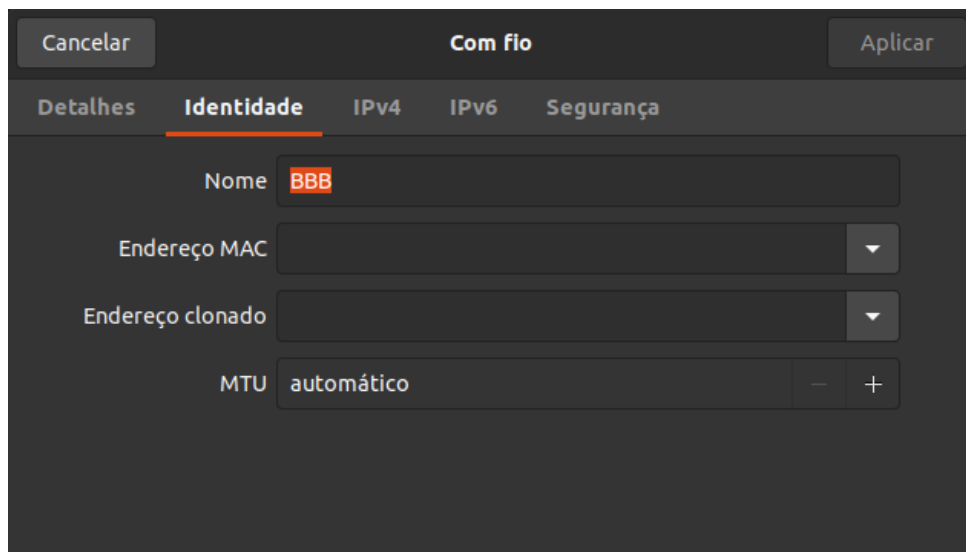 Cancelar Com fio Aplicar
Detalhes Identidade IPv4 IPv6 Segurança
Nome BBB
Endereço MAC
Endereço clonado
MTU automático − +